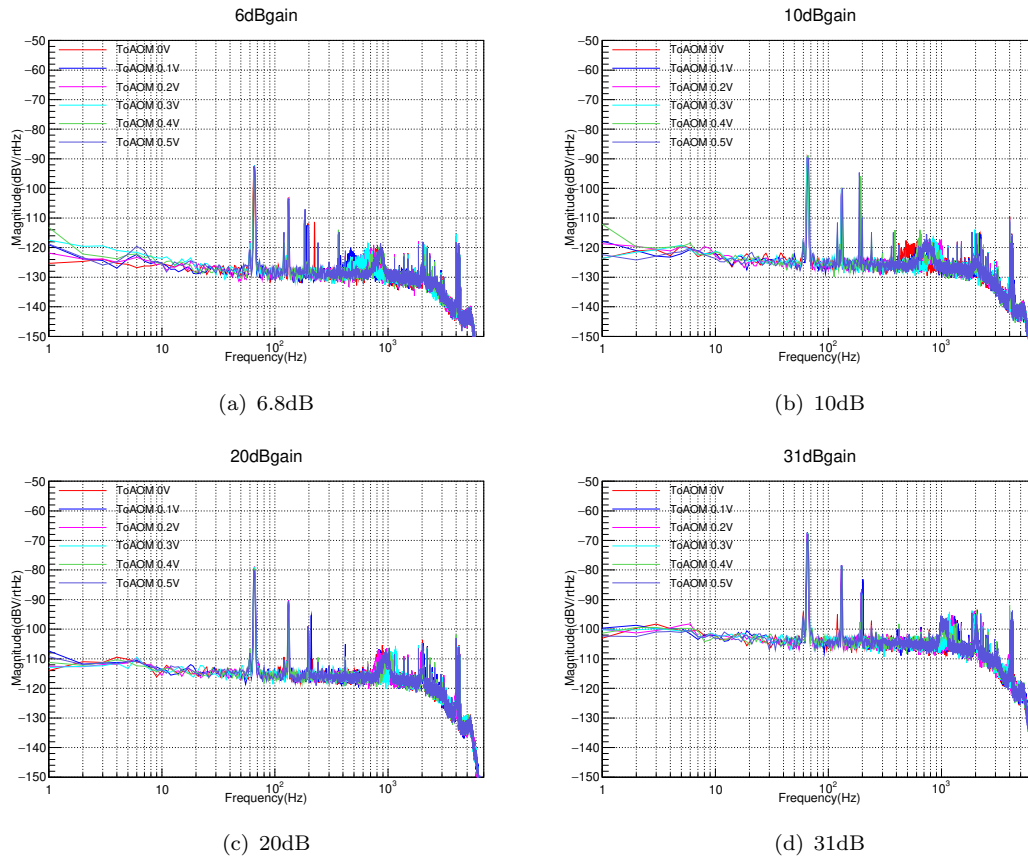 6dBgain
Magnitude(dBV/rtHz)
−50
−60
−70
−80
−90
−100
−110
−120
−130
−140
−150
ToAOM 0V
ToAOM 0.1V
ToAOM 0.2V
ToAOM 0.3V
ToAOM 0.4V
ToAOM 0.5V
1 10 10² 10³
Frequency(Hz)
(a) 6.8dB
10dBgain
Magnitude(dBV/rtHz)
−50
−60
−70
−80
−90
−100
−110
−120
−130
−140
−150
ToAOM 0V
ToAOM 0.1V
ToAOM 0.2V
ToAOM 0.3V
ToAOM 0.4V
ToAOM 0.5V
1 10 10² 10³
Frequency(Hz)
(b) 10dB
20dBgain
Magnitude(dBV/rtHz)
−50
−60
−70
−80
−90
−100
−110
−120
−130
−140
−150
ToAOM 0V
ToAOM 0.1V
ToAOM 0.2V
ToAOM 0.3V
ToAOM 0.4V
ToAOM 0.5V
1 10 10² 10³
Frequency(Hz)
(c) 20dB
31dBgain
Magnitude(dBV/rtHz)
−50
−60
−70
−80
−90
−100
−110
−120
−130
−140
−150
ToAOM 0V
ToAOM 0.1V
ToAOM 0.2V
ToAOM 0.3V
ToAOM 0.4V
ToAOM 0.5V
1 10 10² 10³
Frequency(Hz)
(d) 31dB